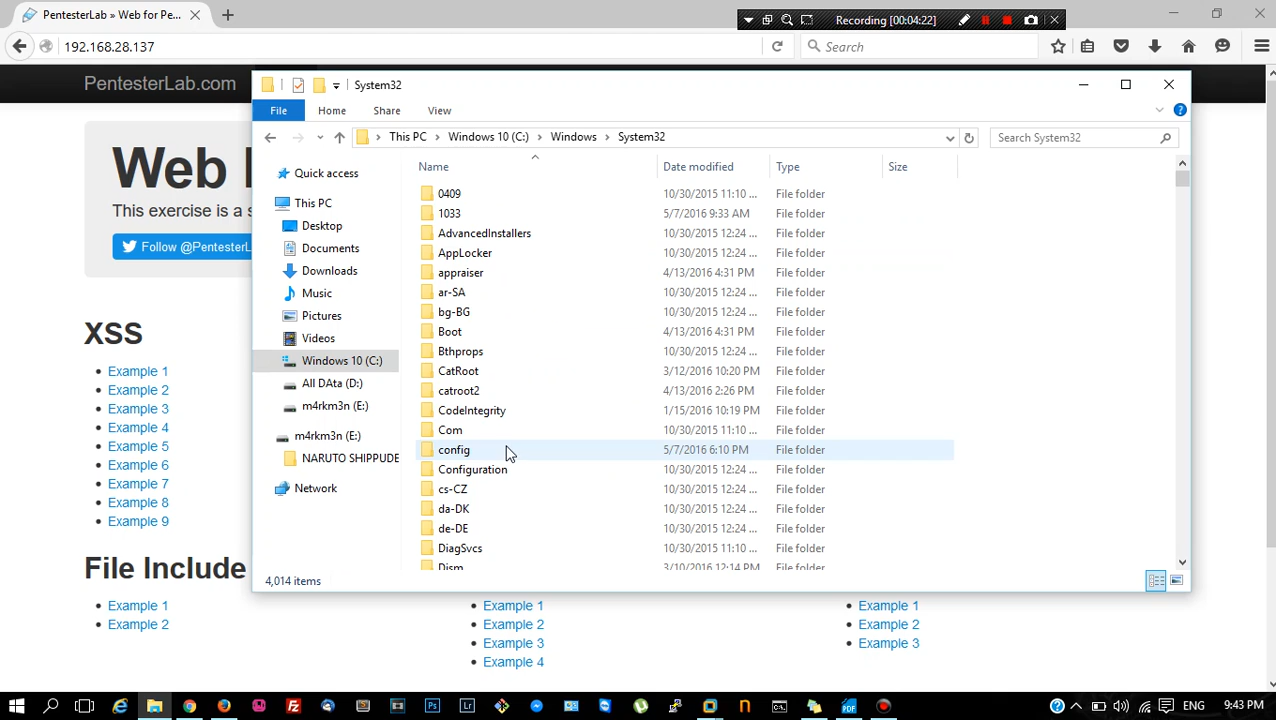 PentesterLab » Web for Pe...
Recording [00:04:22]
192.168.28.137
Search
PentesterLab.com
Web
This exercise is a s
Follow @PentesterL
XSS
Example 1
Example 2
Example 3
Example 4
Example 5
Example 6
Example 7
Example 8
Example 9
File Include
Example 1
Example 2
System32
File Home Share View
This PC Windows 10 (C:) Windows System32
Search System32
Quick access
This PC
Desktop
Documents
Downloads
Music
Pictures
Videos
Windows 10 (C:)
All DAta (D:)
m4rkm3n (E:)
m4rkm3n (E:)
NARUTO SHIPPUDE
Network
Name Date modified Type Size
0409 10/30/2015 11:10 ... File folder
1033 5/7/2016 9:33 AM File folder
AdvancedInstallers 10/30/2015 12:24 ... File folder
AppLocker 10/30/2015 12:24 ... File folder
appraiser 4/13/2016 4:31 PM File folder
ar-SA 10/30/2015 12:24 ... File folder
bg-BG 10/30/2015 12:24 ... File folder
Boot 4/13/2016 4:31 PM File folder
Bthprops 10/30/2015 12:24 ... File folder
CatRoot 3/12/2016 10:20 PM File folder
catroot2 4/13/2016 2:26 PM File folder
CodeIntegrity 1/15/2016 10:19 PM File folder
Com 10/30/2015 11:10 ... File folder
config 5/7/2016 6:10 PM File folder
Configuration 10/30/2015 12:24 ... File folder
cs-CZ 10/30/2015 12:24 ... File folder
da-DK 10/30/2015 12:24 ... File folder
de-DE 10/30/2015 12:24 ... File folder
DiagSvcs 10/30/2015 11:10 ... File folder
Dism 3/10/2016 12:14 PM File folder
4,014 items
Example 1
Example 2
Example 3
Example 4
Example 1
Example 2
Example 3
ENG 9:43 PM